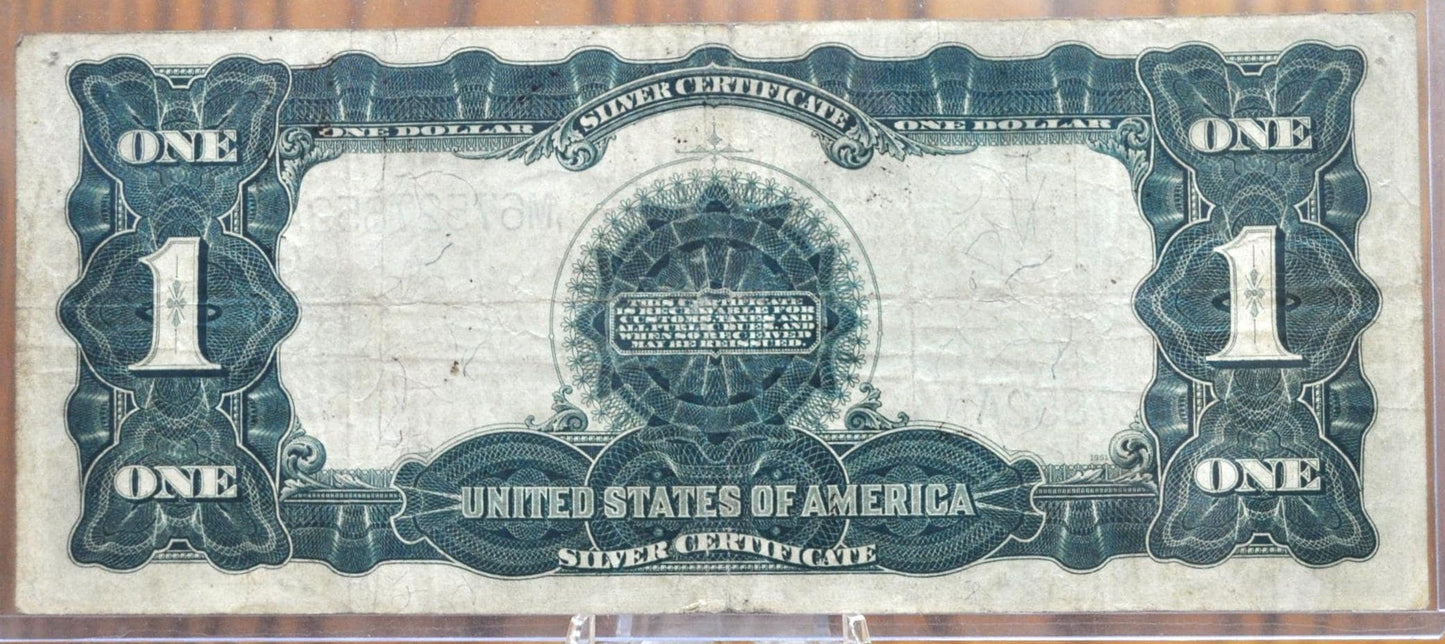 SILVER CERTIFICATE
ONE DOLLAR
ONE DOLLAR
ONE
ONE
1
1
THIS CERTIFICATE
IS RECEIVABLE FOR
CUSTOMS, TAXES AND
ALL PUBLIC DUES AND
WHEN SO RECEIVED
MAY BE REISSUED.
ONE
ONE
UNITED STATES OF AMERICA
SILVER CERTIFICATE